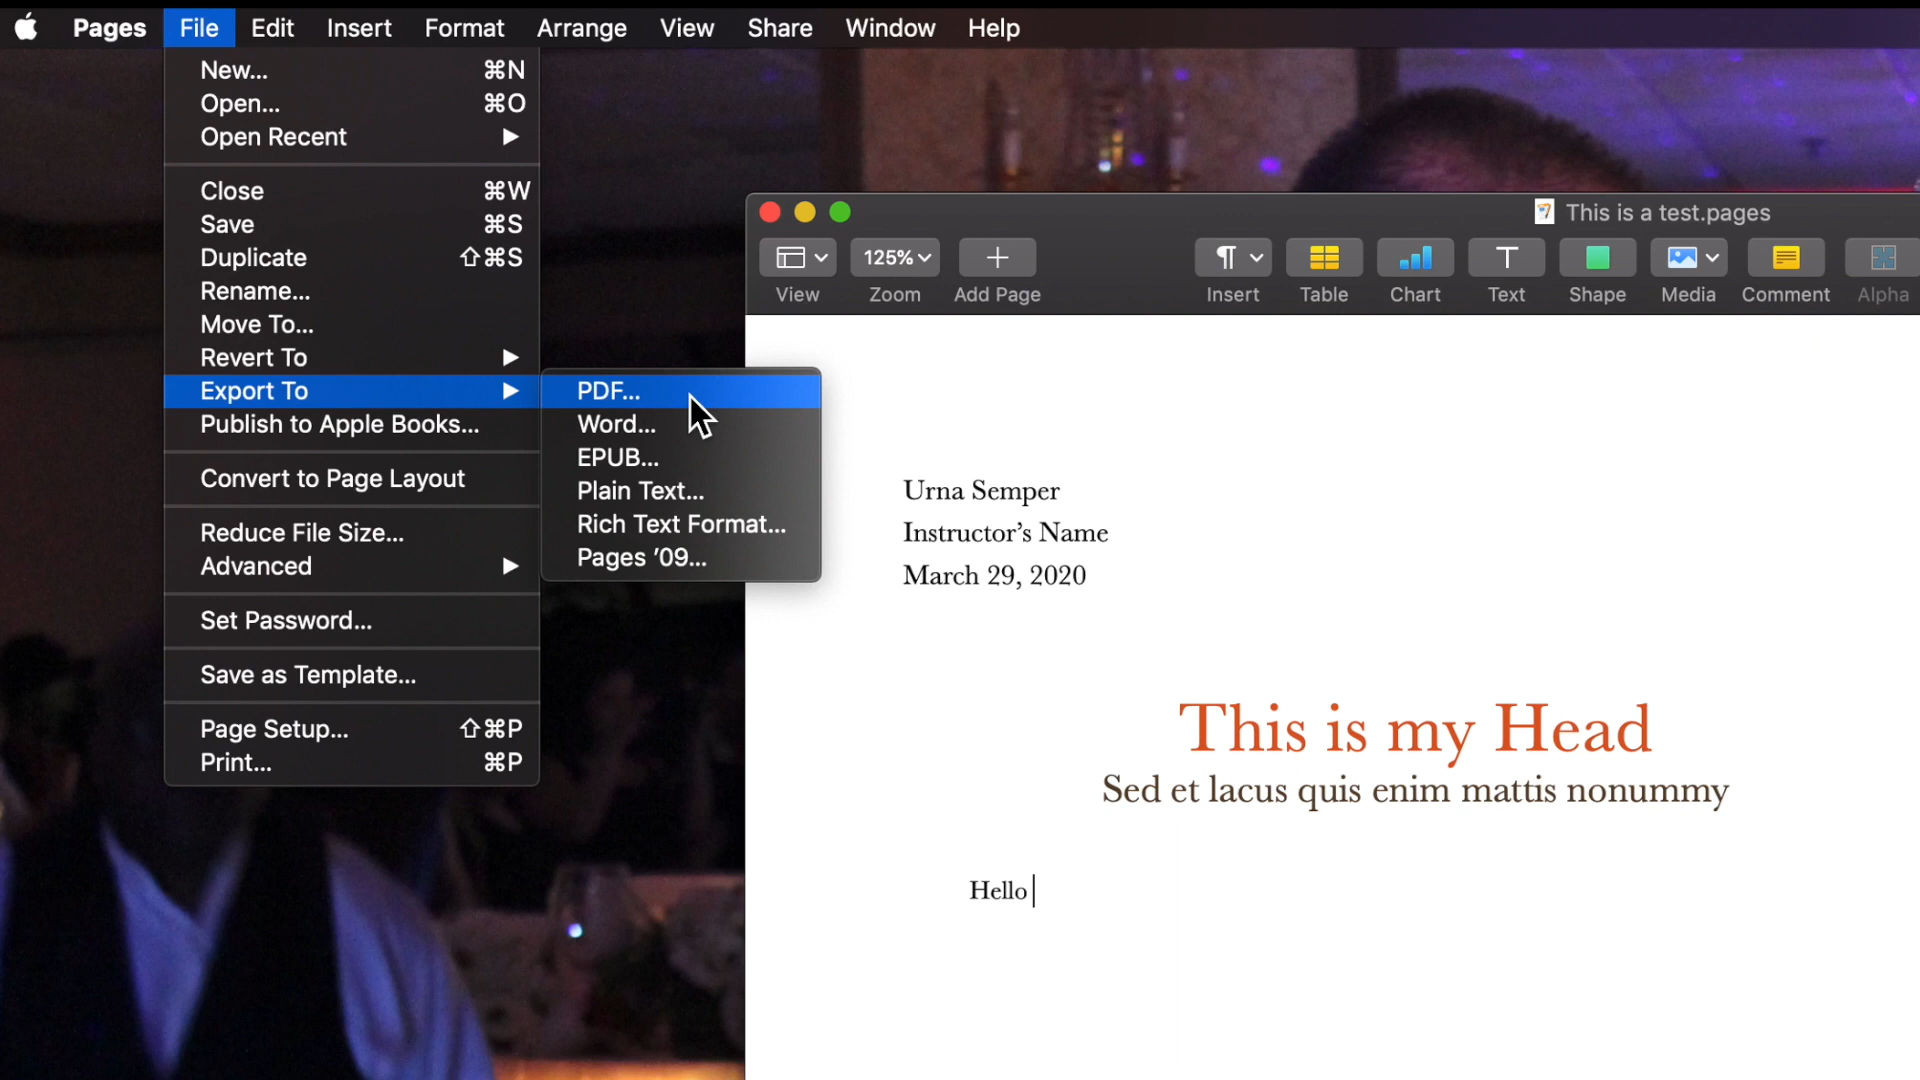 Pages File Edit Insert Format Arrange View Share Window Help
New... ⌘N
Open... ⌘O
Open Recent ▶
Close ⌘W
Save ⌘S
Duplicate ⇧⌘S
Rename...
Move To...
Revert To ▶
Export To ▶
Publish to Apple Books...
Convert to Page Layout
Reduce File Size...
Advanced ▶
Set Password...
Save as Template...
Page Setup... ⇧⌘P
Print... ⌘P
PDF...
Word...
EPUB...
Plain Text...
Rich Text Format...
Pages ’09...
This is a test.pages
125%
View Zoom Add Page Insert Table Chart Text Shape Media Comment Alpha
Urna Semper
Instructor’s Name
March 29, 2020
This is my Head
Sed et lacus quis enim mattis nonummy
Hello